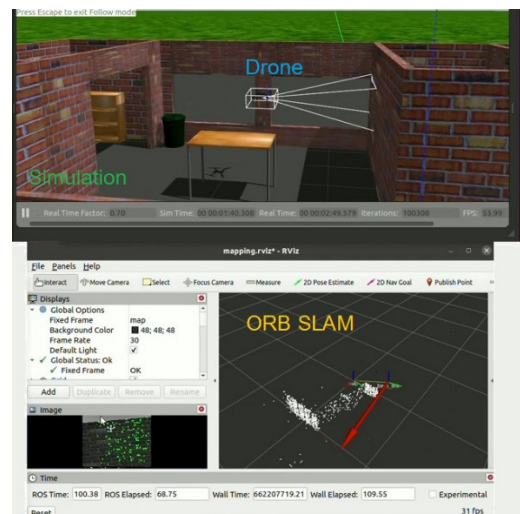 Press Escape to exit Follow mode
Drone
Simulation
Real Time Factor: 0.70 Sim Time: 00 00:01:40.308 Real Time: 00 00:02:49.579 Iterations: 100308 FPS: 53.99
mapping.rviz* - RViz
File Panels Help
Interact Move Camera Select Focus Camera Measure 2D Pose Estimate 2D Nav Goal Publish Point
Displays
Global Options
Fixed Frame map
Background Color 48; 48; 48
Frame Rate 30
Default Light
Global Status: Ok
Fixed Frame OK
Add Duplicate Remove Rename
ORB SLAM
Image
Time
ROS Time: 100.38 ROS Elapsed: 68.75 Wall Time: 662207719.21 Wall Elapsed: 109.55 Experimental
Reset 31 fps